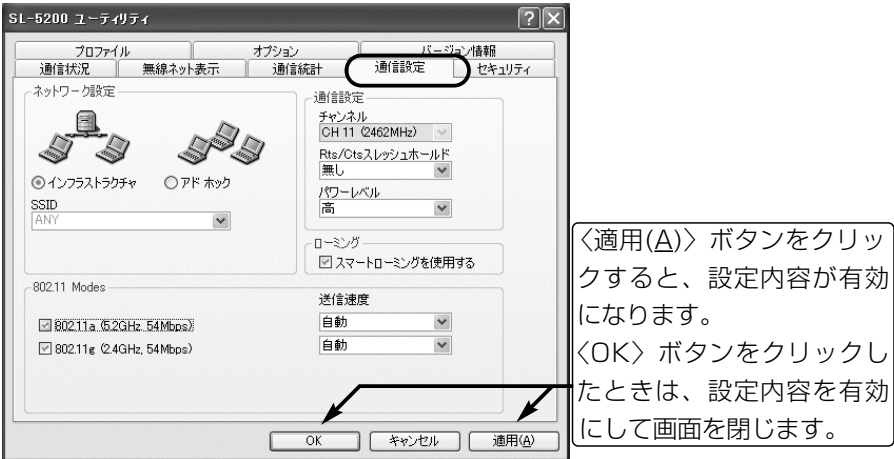 SL-5200 ユーティリティ
プロファイル オプション バージョン情報
通信状況 無線ネット表示 通信統計 通信設定 セキュリティ
ネットワーク設定
インフラストラクチャ アド ホック
SSID
ANY
通信設定
チャンネル
CH 11 (2462MHz)
Rts/Ctsスレッシュホールド
無し
パワーレベル
高
ローミング
スマートローミングを使用する
802.11 Modes
送信速度
802.11a (5.2GHz, 54Mbps) 自動
802.11g (2.4GHz, 54Mbps) 自動
OK キャンセル 適用(A)
〈適用(A)〉ボタンをクリッ
クすると、設定内容が有効
になります。
〈OK〉ボタンをクリックし
たときは、設定内容を有効
にして画面を閉じます。